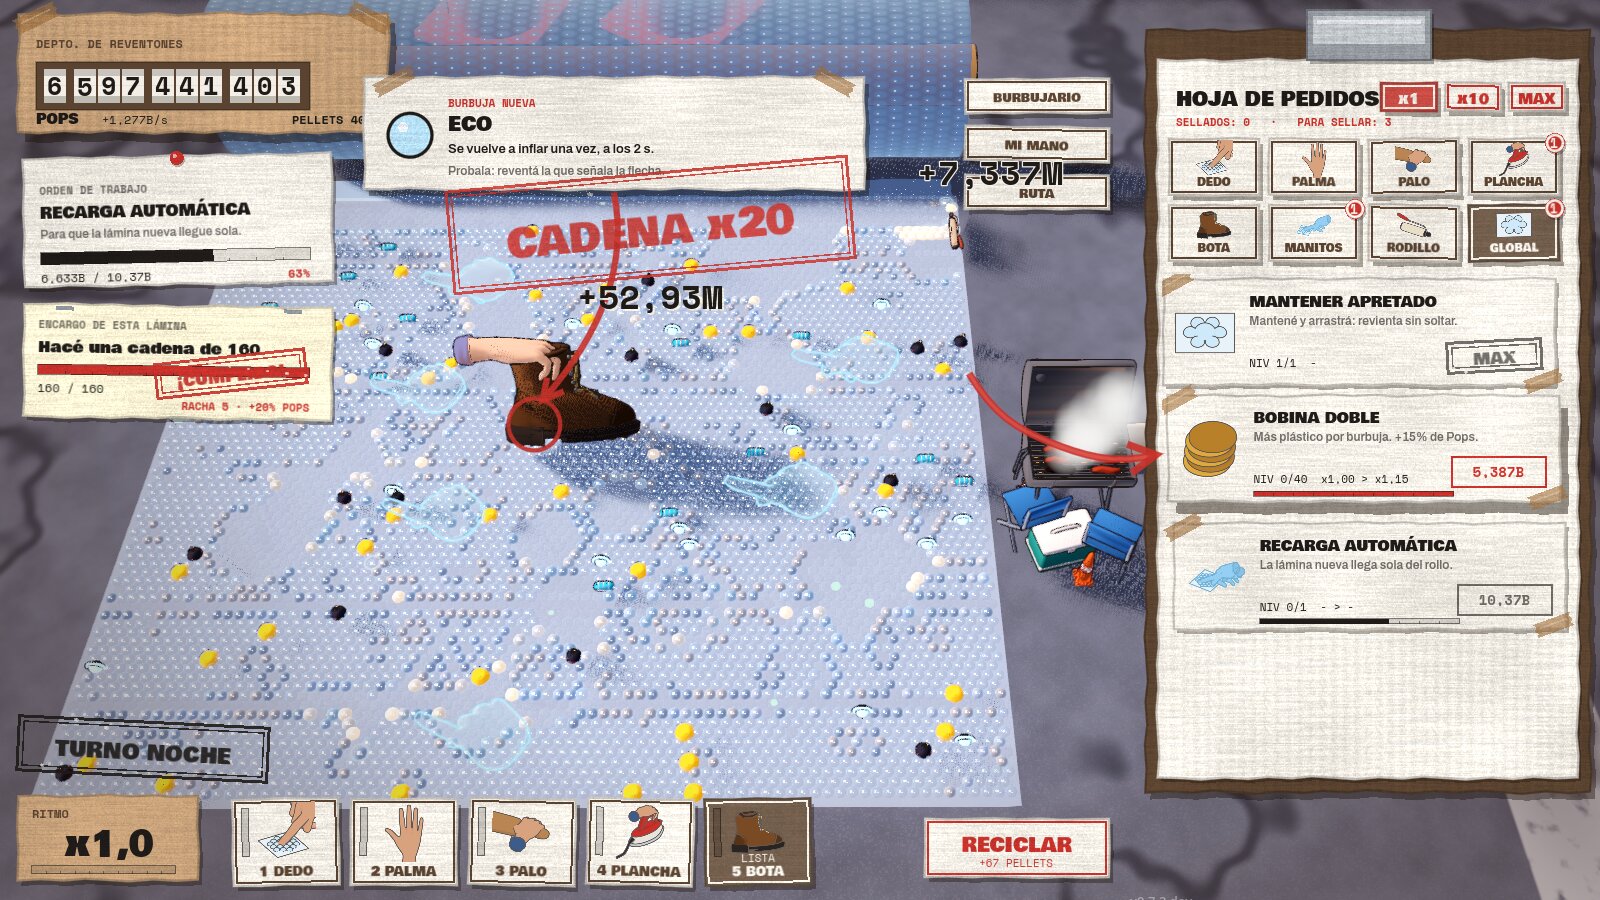 DEPTO. DE REVENTONES
6 597 441 403
POPS +1,277B/s PELLETS 40
BURBUJA NUEVA
ECO
Se vuelve a inflar una vez, a los 2 s.
Probala: reventá la que señala la flecha.
CADENA x20
+52,93M
+7,337M
BURBUJARIO
MI MANO
RUTA
ORDEN DE TRABAJO
RECARGA AUTOMÁTICA
Para que la lámina nueva llegue sola.
6,633B / 10,37B 63%
ENCARGO DE ESTA LÁMINA
Hacé una cadena de 160
160 / 160
RACHA 5 · +20% POPS
TURNO NOCHE
RITMO
x1,0
1 DEDO
2 PALMA
3 PALO
4 PLANCHA
LISTA
5 BOTA
RECICLAR
+67 PELLETS
HOJA DE PEDIDOS x1 x10 MAX
SELLADOS: 0 · PARA SELLAR: 3
DEDO PALMA PALO PLANCHA 1
BOTA MANITOS 1 RODILLO GLOBAL 1
MANTENER APRETADO
Mantené y arrastrá: revienta sin soltar.
NIV 1/1 - MAX
BOBINA DOBLE
Más plástico por burbuja. +15% de Pops.
NIV 0/40 x1,00 > x1,15 5,387B
RECARGA AUTOMÁTICA
La lámina nueva llega sola del rollo.
NIV 0/1 - > - 10,37B